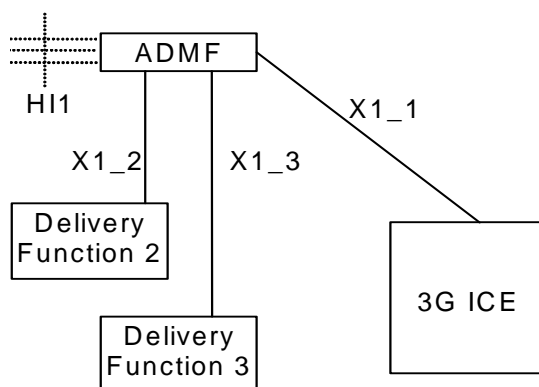 ADMF
HI1
X1_1
X1_2
X1_3
Delivery
Function 2
3G ICE
Delivery
Function 3